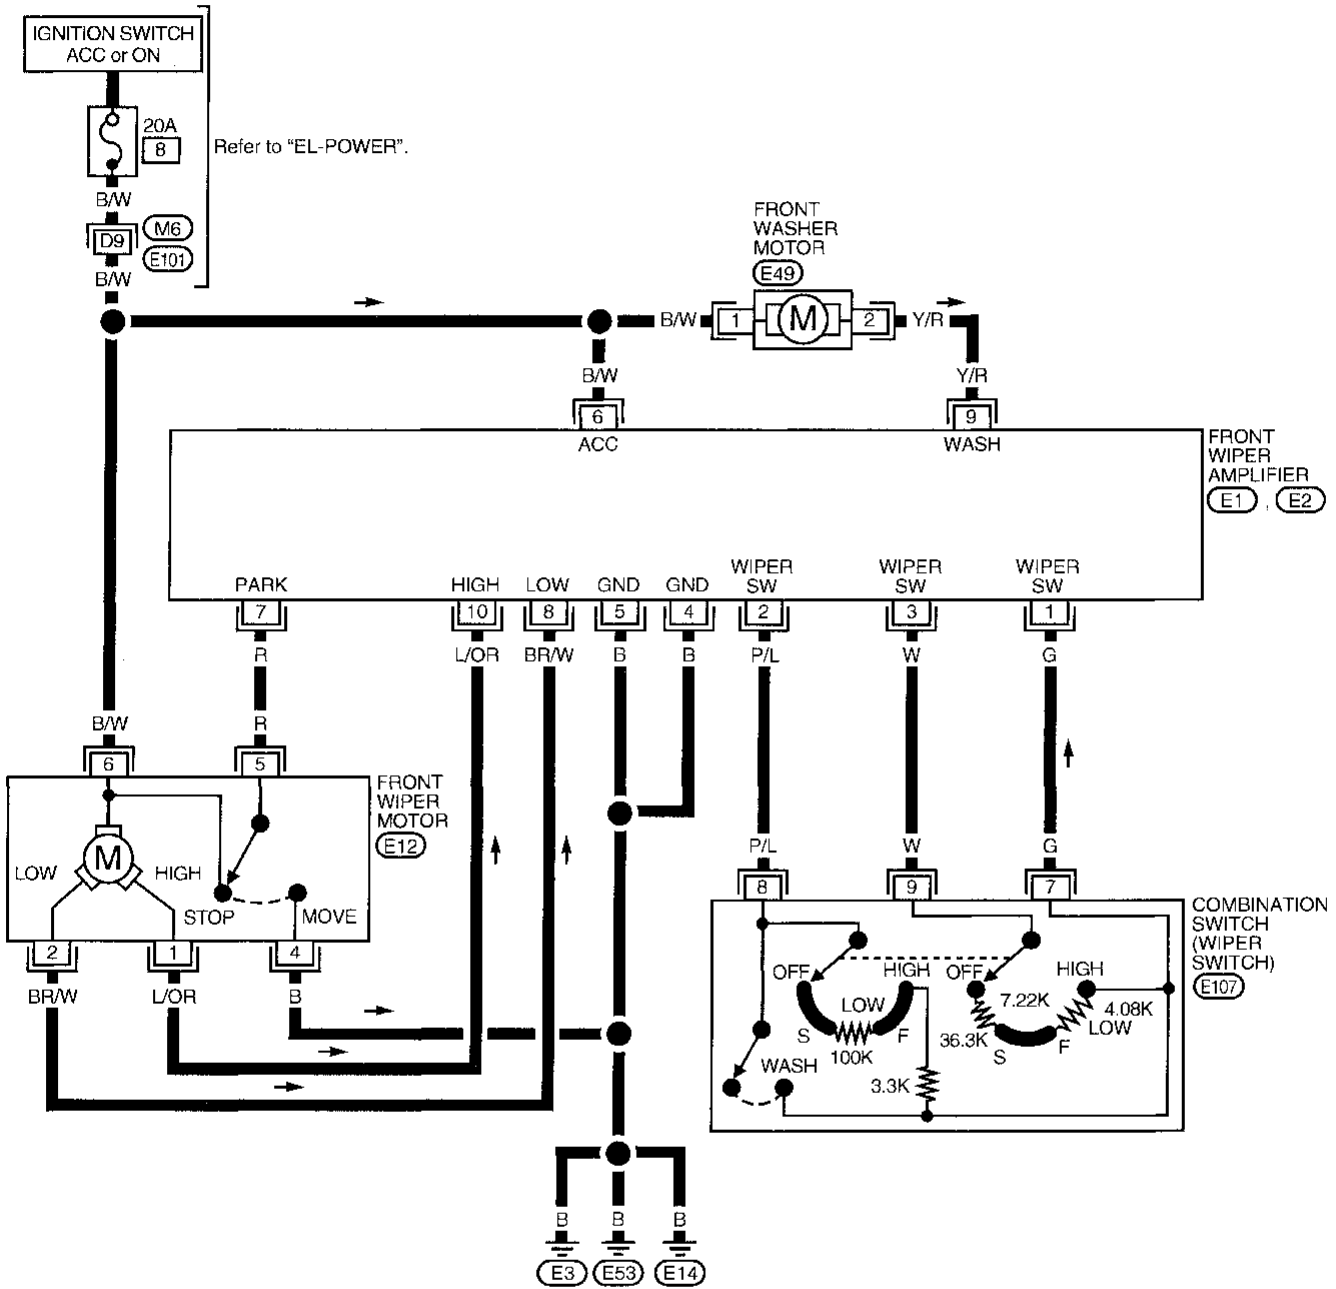 IGNITION SWITCH
ACC or ON
20A
8
Refer to “EL-POWER”.
B/W
D9
M6
E101
B/W
FRONT
WASHER
MOTOR
E49
B/W
1
M
2
Y/R
B/W
Y/R
6
9
ACC
WASH
FRONT
WIPER
AMPLIFIER
E1 , E2
PARK
HIGH
LOW
GND
GND
WIPER
SW
WIPER
SW
WIPER
SW
7
10
8
5
4
2
3
1
R
L/OR
BR/W
B
B
P/L
W
G
B/W
R
6
5
FRONT
WIPER
MOTOR
E12
M
LOW
HIGH
STOP
MOVE
2
1
4
BR/W
L/OR
B
P/L
W
G
8
9
7
COMBINATION
SWITCH
(WIPER
SWITCH)
E107
OFF
HIGH
LOW
S
F
100K
3.3K
WASH
OFF
HIGH
7.22K
4.08K
LOW
36.3K
S
F
B
B
B
E3
E53
E14